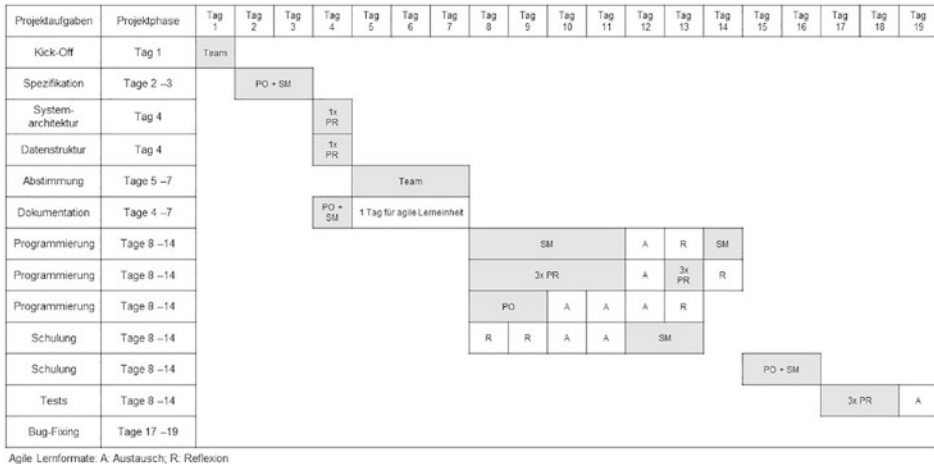 Projektaufgaben Projektphase Tag 1 Tag 2 Tag 3 Tag 4 Tag 5 Tag 6 Tag 7 Tag 8 Tag 9 Tag 10 Tag 11 Tag 12 Tag 13 Tag 14 Tag 15 Tag 16 Tag 17 Tag 18 Tag 19
Kick-Off Tag 1 Team
Spezifikation Tage 2 –3 PO + SM
System-
architektur Tag 4 1x PR
Datenstruktur Tag 4 1x PR
Abstimmung Tage 5 –7 Team
Dokumentation Tage 4 –7 PO + SM 1 Tag für agile Lerneinheit
Programmierung Tage 8 –14 SM A R SM
Programmierung Tage 8 –14 3x PR A 3x PR R
Programmierung Tage 8 –14 PO A A A R
Schulung Tage 8 –14 R R A A SM
Schulung Tage 8 –14 PO + SM
Tests Tage 8 –14 3x PR A
Bug-Fixing Tage 17 –19
Agile Lernformate: A: Austausch; R: Reflexion